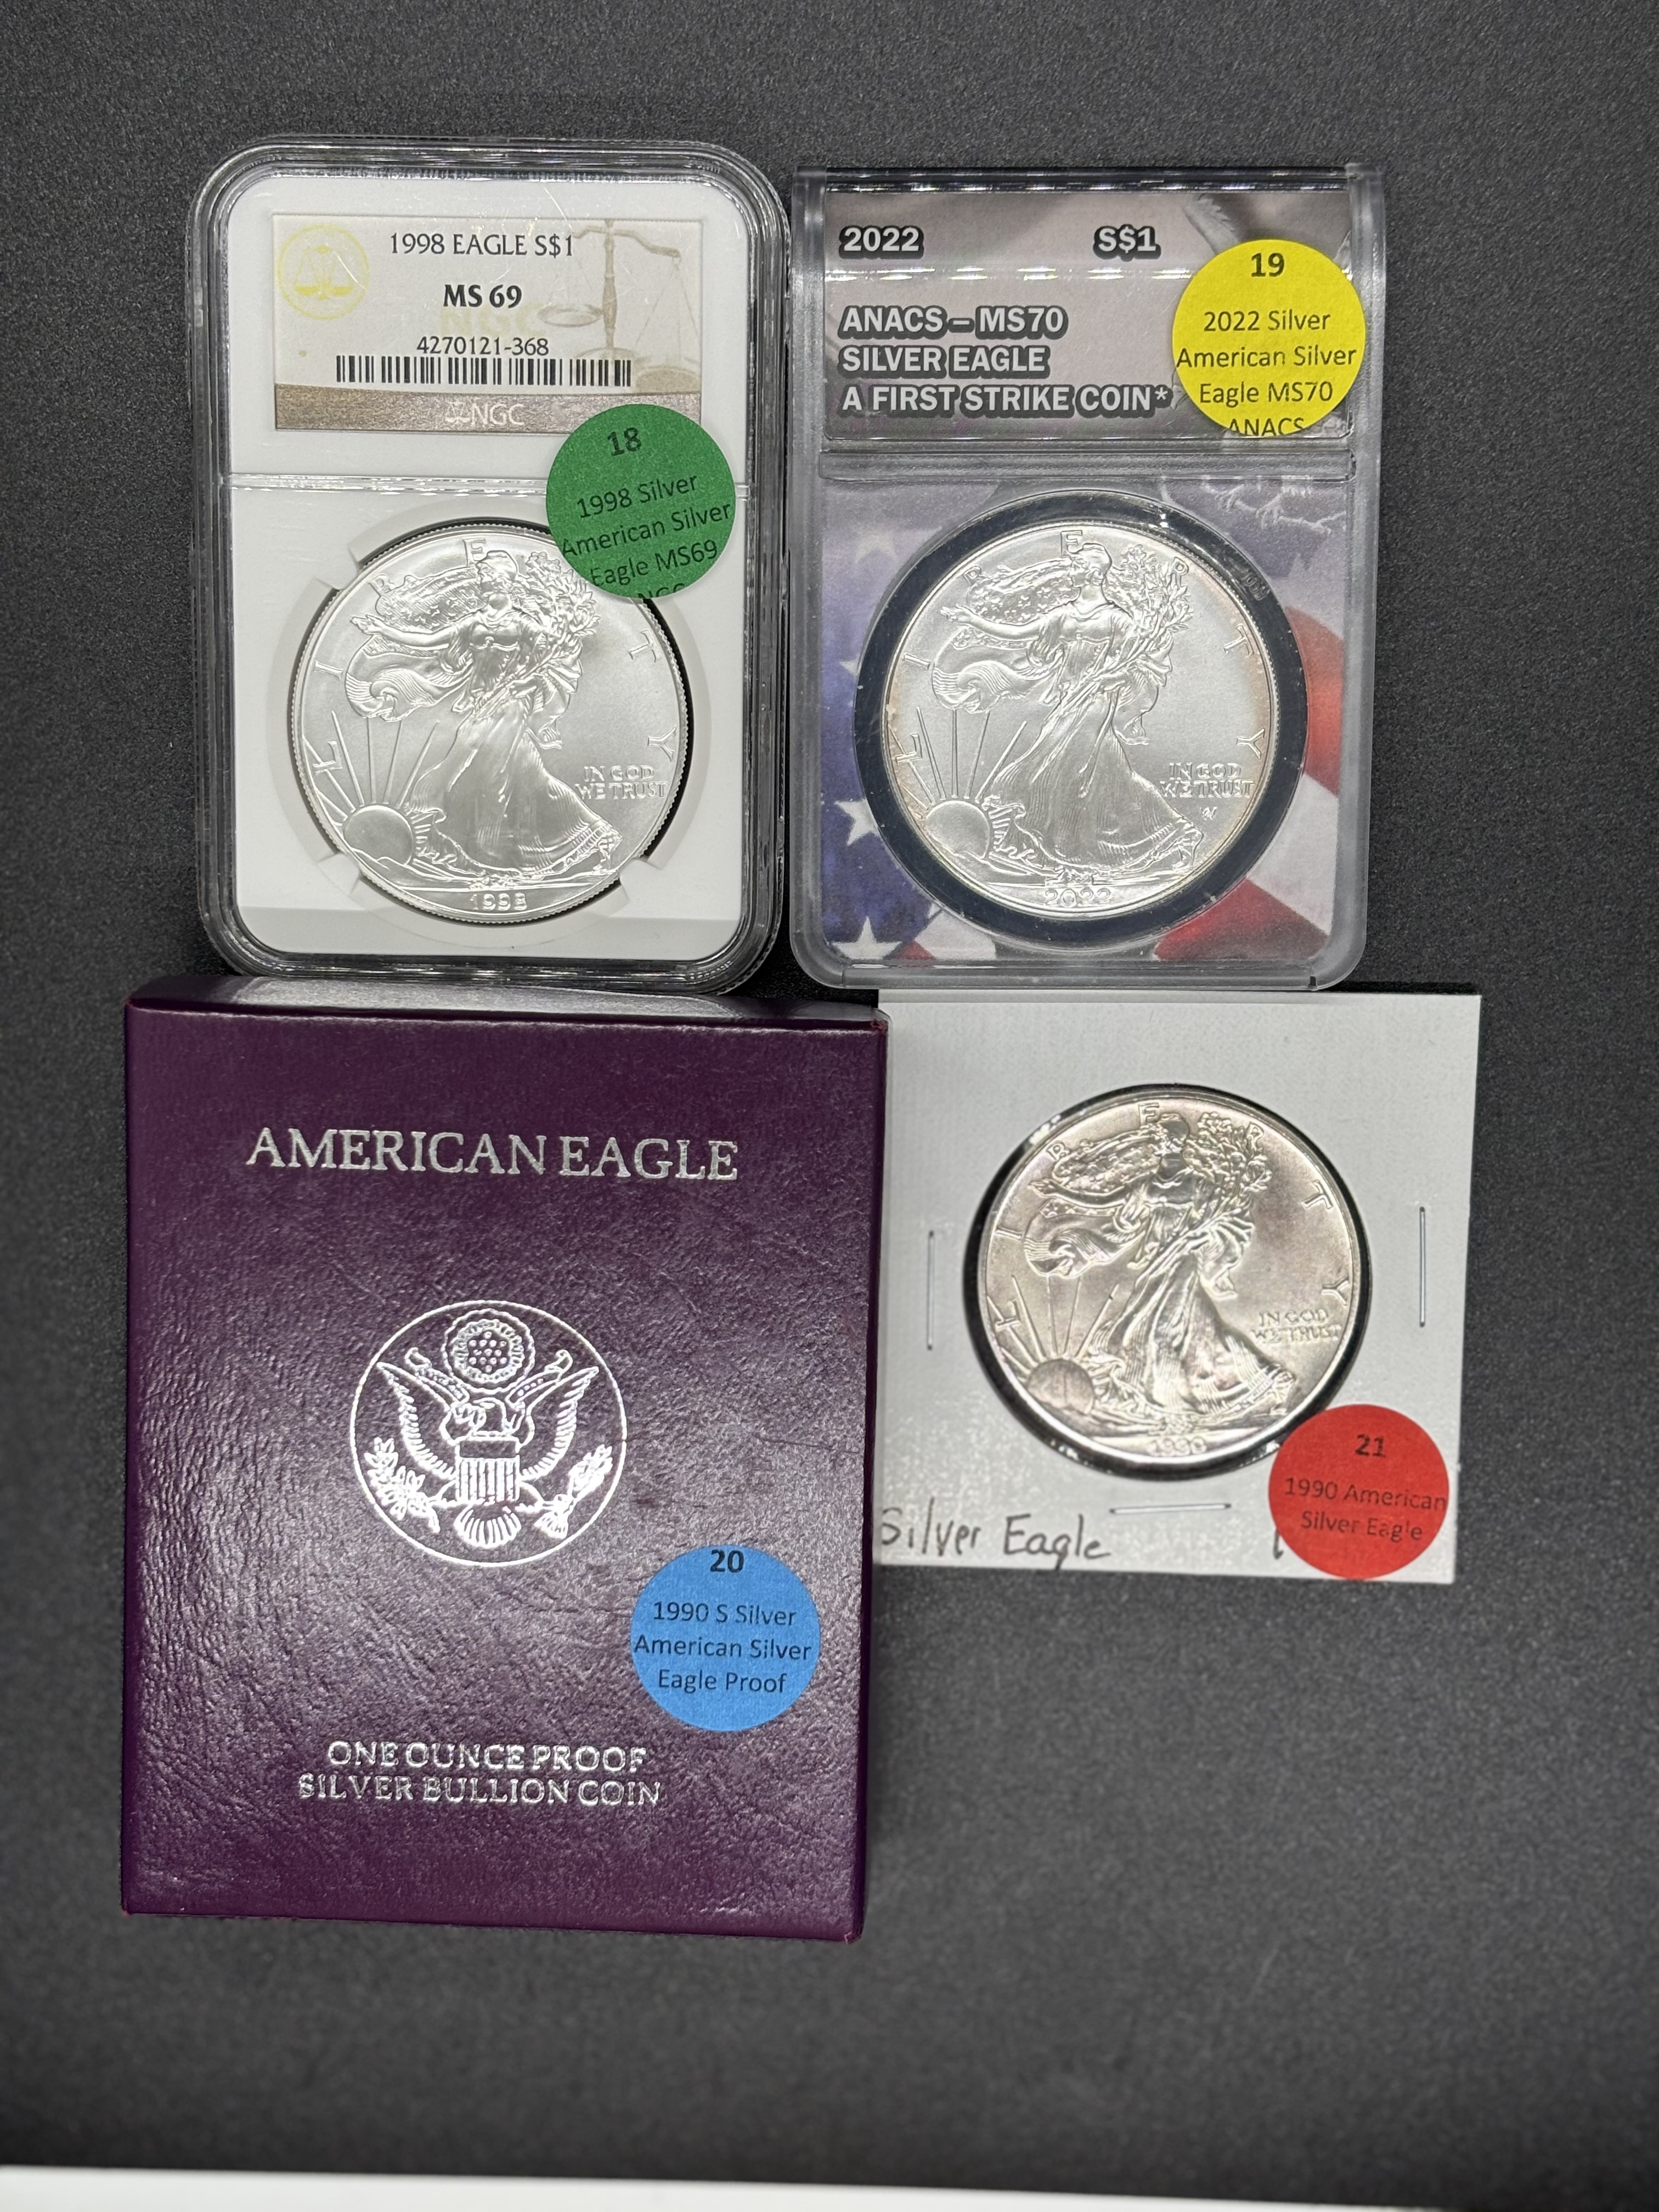 1998 EAGLE S$1
MS 69
4270121-368
NGC
18
1998 Silver
American Silver
Eagle MS69
NGC
LIBERTY
IN GOD
WE TRUST
1998
2022 S$1
ANACS – MS70
SILVER EAGLE
A FIRST STRIKE COIN*
19
2022 Silver
American Silver
Eagle MS70
ANACS
LIBERTY
IN GOD
WE TRUST
2022
AMERICAN EAGLE
20
1990 S Silver
American Silver
Eagle Proof
ONE OUNCE PROOF
SILVER BULLION COIN
LIBERTY
IN GOD
WE TRUST
1990
Silver Eagle
21
1990 American
Silver Eagle